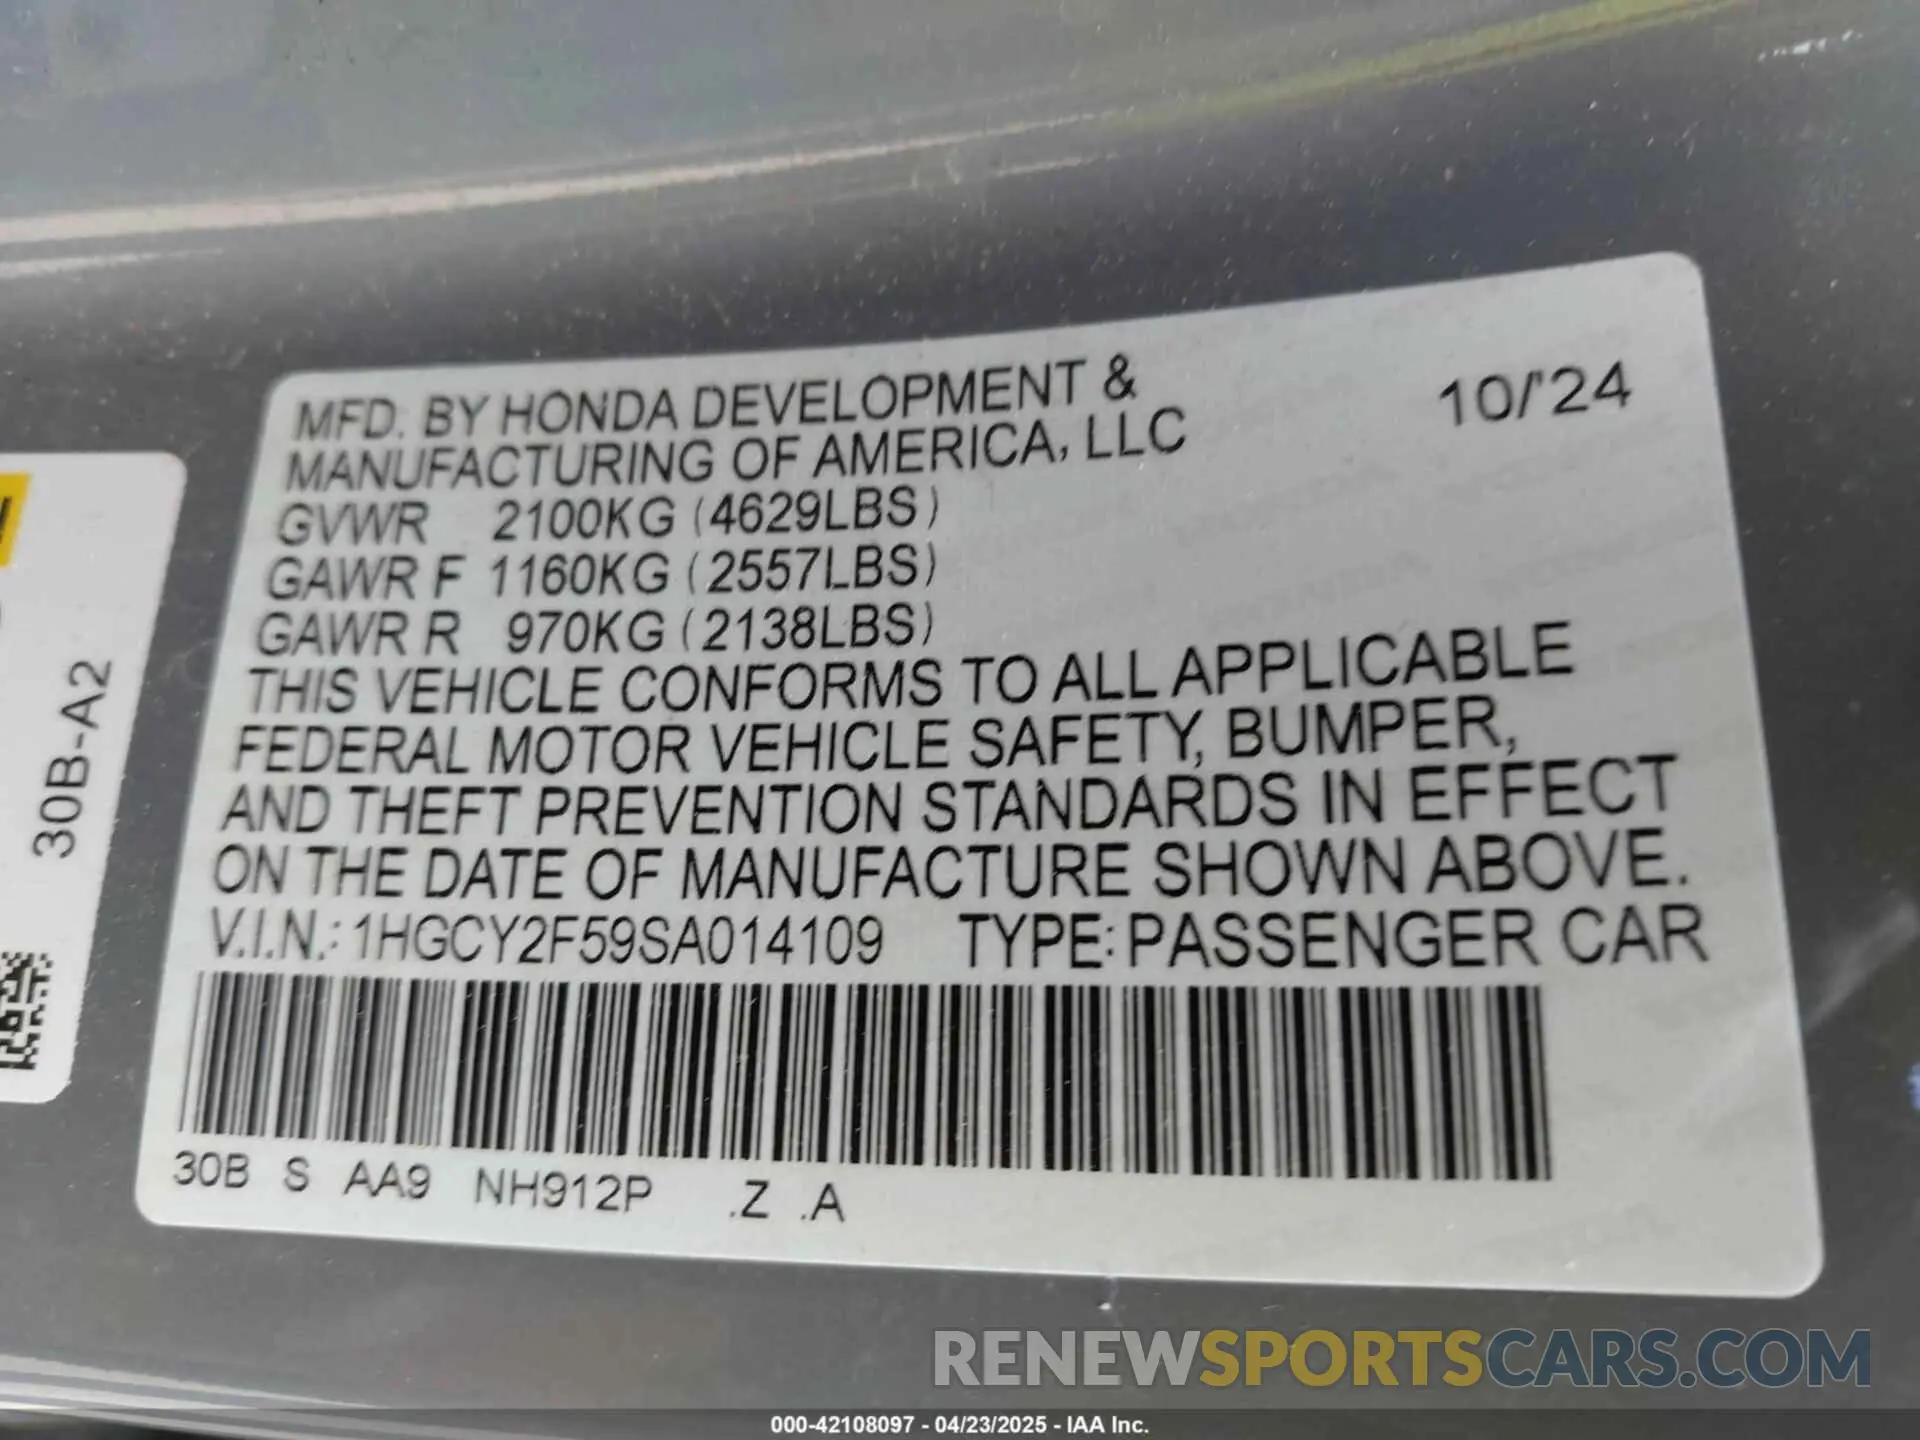 MFD. BY HONDA DEVELOPMENT & 10/'24
MANUFACTURING OF AMERICA, LLC
GVWR 2100KG (4629LBS)
GAWR F 1160KG (2557LBS)
GAWR R 970KG (2138LBS)
THIS VEHICLE CONFORMS TO ALL APPLICABLE
FEDERAL MOTOR VEHICLE SAFETY, BUMPER,
AND THEFT PREVENTION STANDARDS IN EFFECT
ON THE DATE OF MANUFACTURE SHOWN ABOVE.
V.I.N.: 1HGCY2F59SA014109 TYPE: PASSENGER CAR
30B S AA9 NH912P .Z .A
30B-A2
RENEWSPORTSCARS.COM
000-42108097 - 04/23/2025 - IAA Inc.